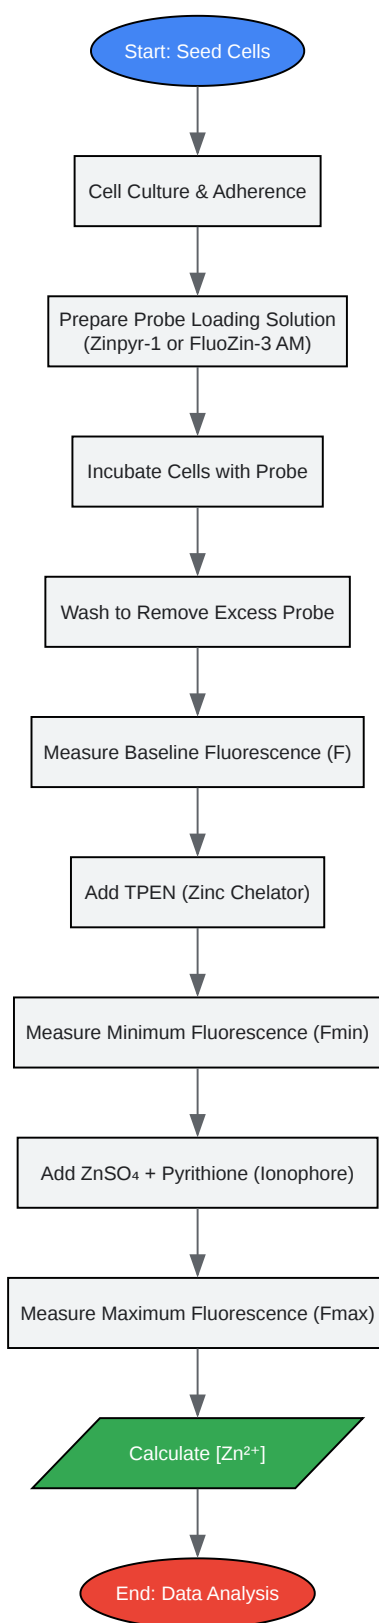 Start: Seed Cells
Cell Culture & Adherence
Prepare Probe Loading Solution
(Zinpyr-1 or FluoZin-3 AM)
Incubate Cells with Probe
Wash to Remove Excess Probe
Measure Baseline Fluorescence (F)
Add TPEN (Zinc Chelator)
Measure Minimum Fluorescence (Fmin)
Add ZnSO₄ + Pyrithione (Ionophore)
Measure Maximum Fluorescence (Fmax)
Calculate [Zn²⁺]
End: Data Analysis